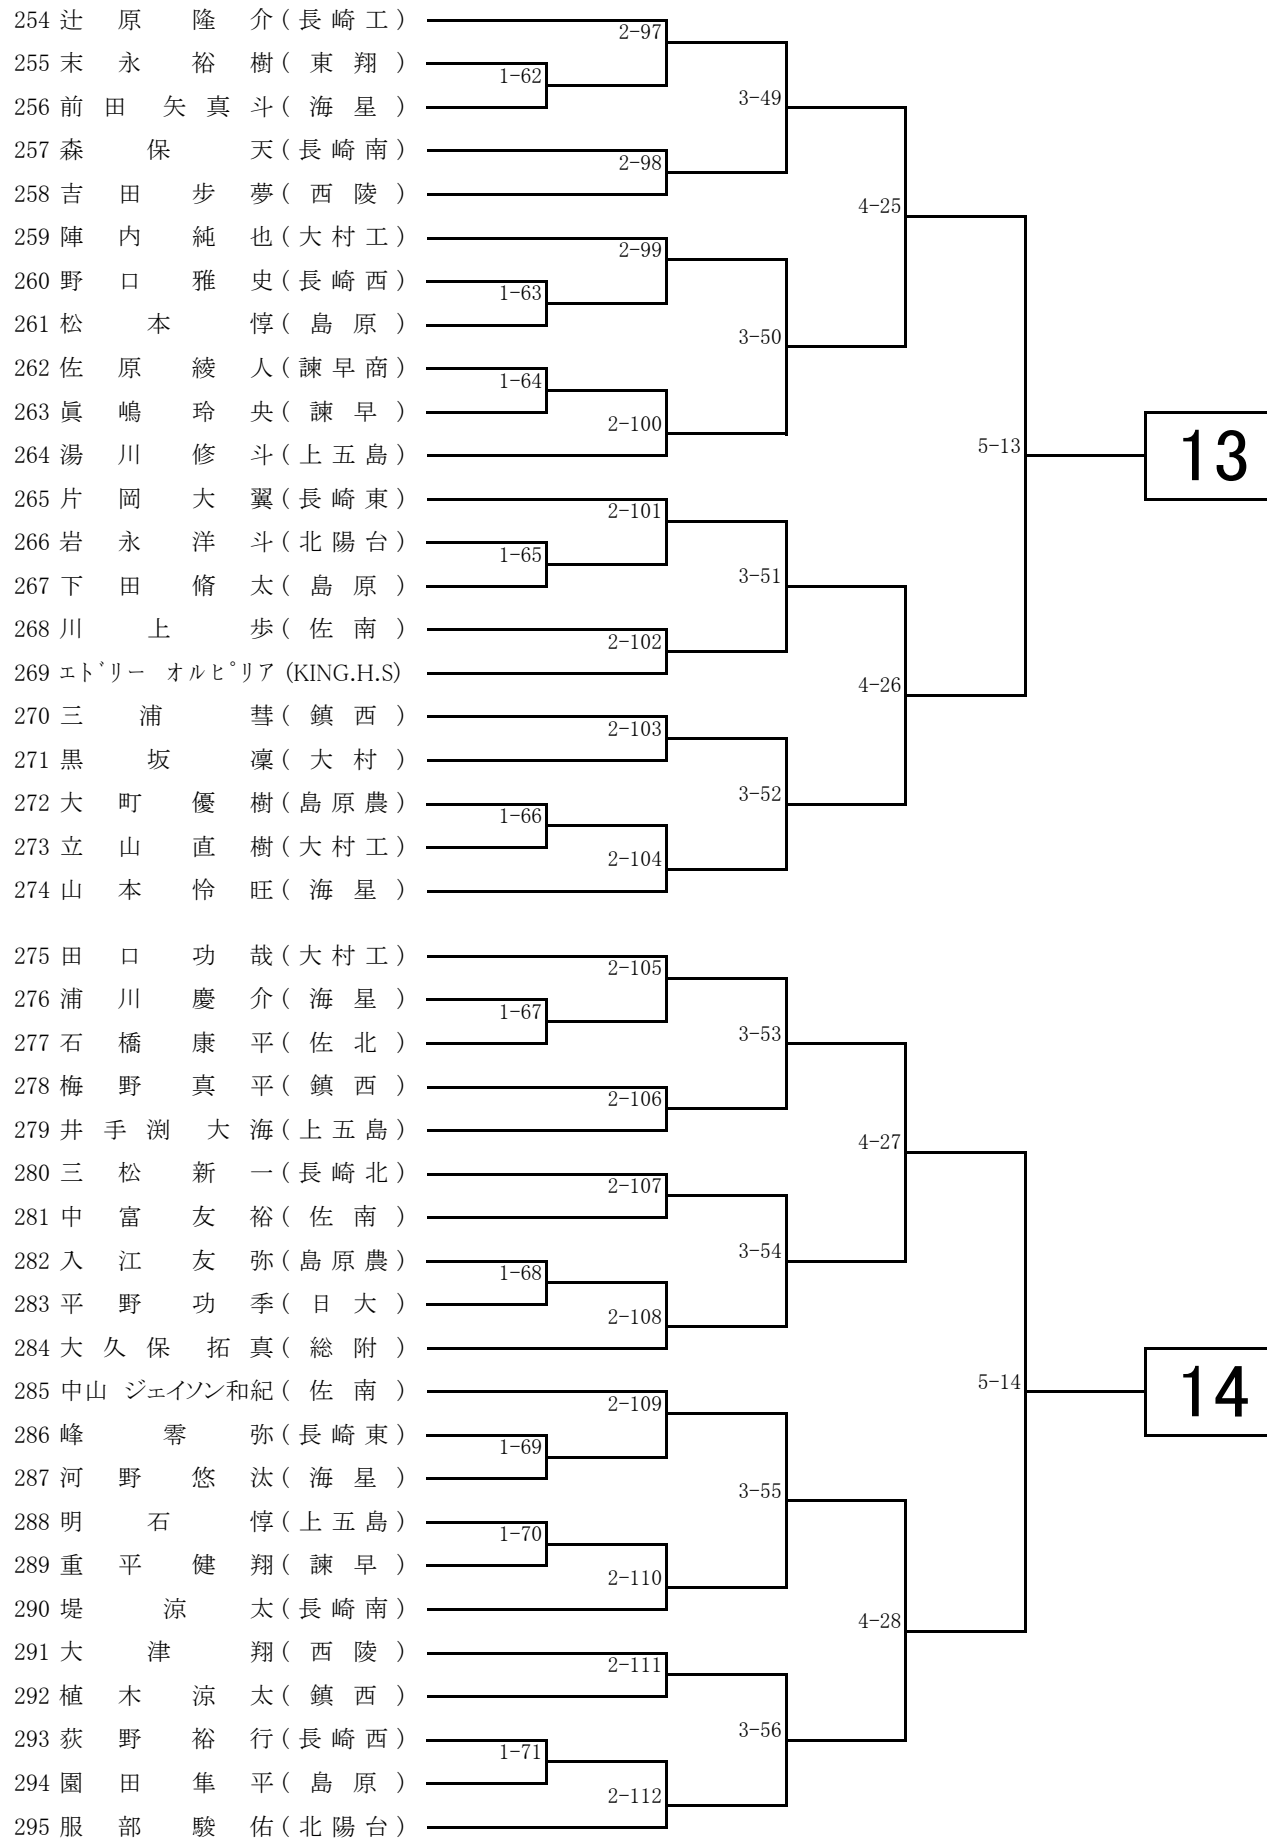 254 辻原隆介(長崎工)
2-97
255 末永裕樹(東翔)
1-62
256 前田矢真斗(海星)
3-49
257 森保天(長崎南)
2-98
258 吉田歩夢(西陵)
4-25
259 陣内純也(大村工)
2-99
260 野口雅史(長崎西)
1-63
261 松本惇(島原)
3-50
262 佐原綾人(諫早商)
1-64
263 眞嶋玲央(諫早)
2-100
264 湯川修斗(上五島)
5-13
13
265 片岡大翼(長崎東)
2-101
266 岩永洋斗(北陽台)
1-65
267 下田脩太(島原)
3-51
268 川上歩(佐南)
2-102
269 エドリー オルピリア (KING.H.S)
4-26
270 三浦彗(鎮西)
2-103
271 黒坂凜(大村)
3-52
272 大町優樹(島原農)
1-66
273 立山直樹(大村工)
2-104
274 山本怜旺(海星)
275 田口功哉(大村工)
2-105
276 浦川慶介(海星)
1-67
277 石橋康平(佐北)
3-53
278 梅野真平(鎮西)
2-106
279 井手渕大海(上五島)
4-27
280 三松新一(長崎北)
2-107
281 中富友裕(佐南)
3-54
282 入江友弥(島原農)
1-68
283 平野功季(日大)
2-108
284 大久保拓真(総附)
5-14
14
285 中山 ジェイソン和紀(佐南)
2-109
286 峰零弥(長崎東)
1-69
287 河野悠汰(海星)
3-55
288 明石惇(上五島)
1-70
289 重平健翔(諫早)
2-110
290 堤涼太(長崎南)
4-28
291 大津翔(西陵)
2-111
292 植木涼太(鎮西)
3-56
293 荻野裕行(長崎西)
1-71
294 園田隼平(島原)
2-112
295 服部駿佑(北陽台)